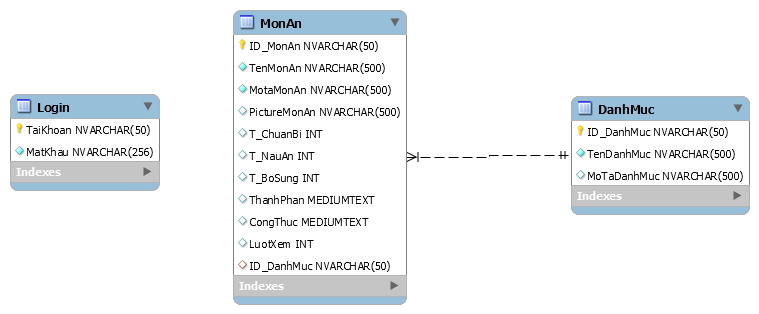 Login
TaiKhoan NVARCHAR(50)
MatKhau NVARCHAR(256)
Indexes
MonAn
ID_MonAn NVARCHAR(50)
TenMonAn NVARCHAR(500)
MotaMonAn NVARCHAR(500)
PictureMonAn NVARCHAR(500)
T_ChuanBi INT
T_NauAn INT
T_BoSung INT
ThanhPhan MEDIUMTEXT
CongThuc MEDIUMTEXT
LuotXem INT
ID_DanhMuc NVARCHAR(50)
Indexes
DanhMuc
ID_DanhMuc NVARCHAR(50)
TenDanhMuc NVARCHAR(500)
MoTaDanhMuc NVARCHAR(500)
Indexes